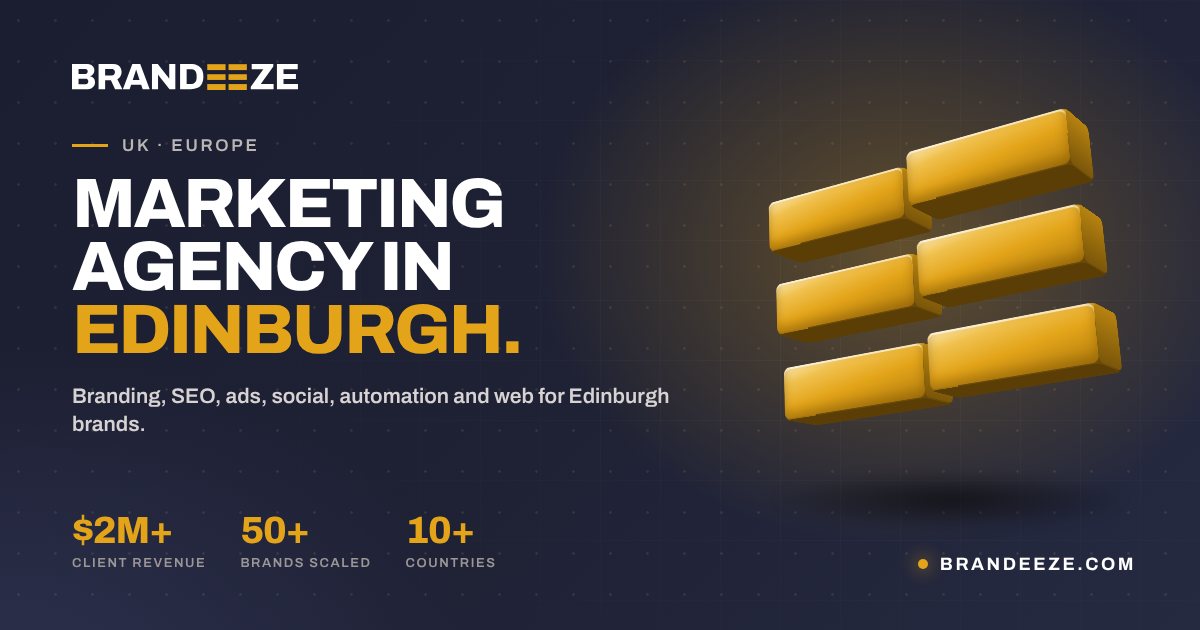 BRANDEEZE
UK · EUROPE
MARKETING
AGENCY IN
EDINBURGH.
Branding, SEO, ads, social, automation and web for Edinburgh
brands.
$2M+ 50+ 10+
CLIENT REVENUE BRANDS SCALED COUNTRIES
BRANDEEZE.COM